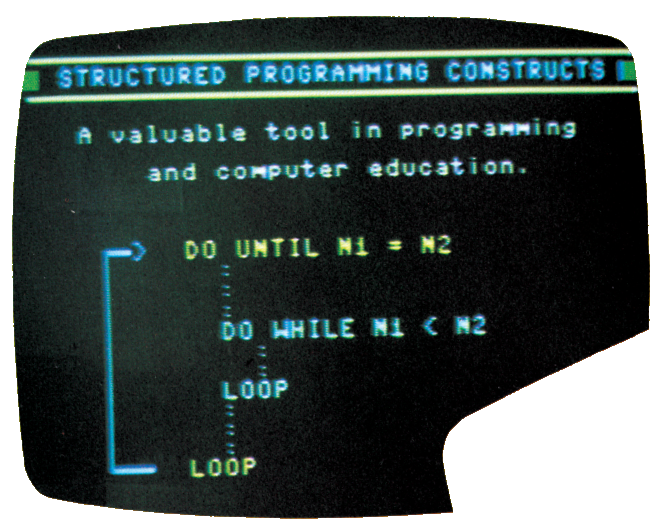 STRUCTURED PROGRAMMING CONSTRUCTS
A valuable tool in programming
and computer education.
DO UNTIL N1 = N2
DO WHILE N1 < N2
LOOP
LOOP